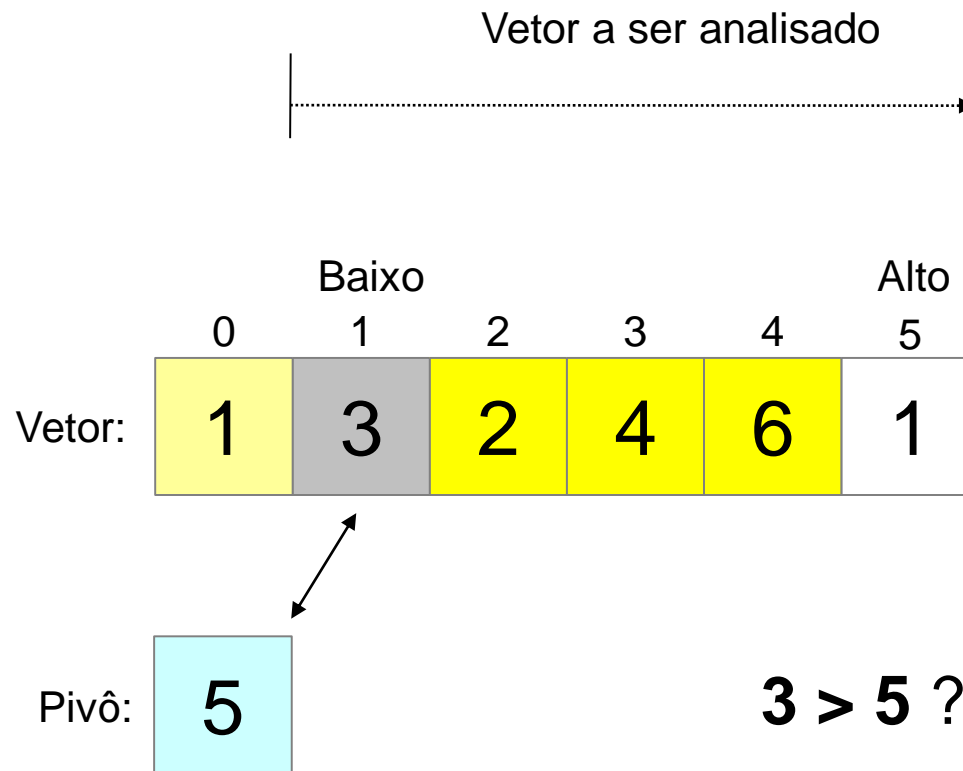 Vetor a ser analisado
Baixo Alto
0 1 2 3 4 5
Vetor: 1 3 2 4 6 1
Pivô: 5 3 > 5 ?